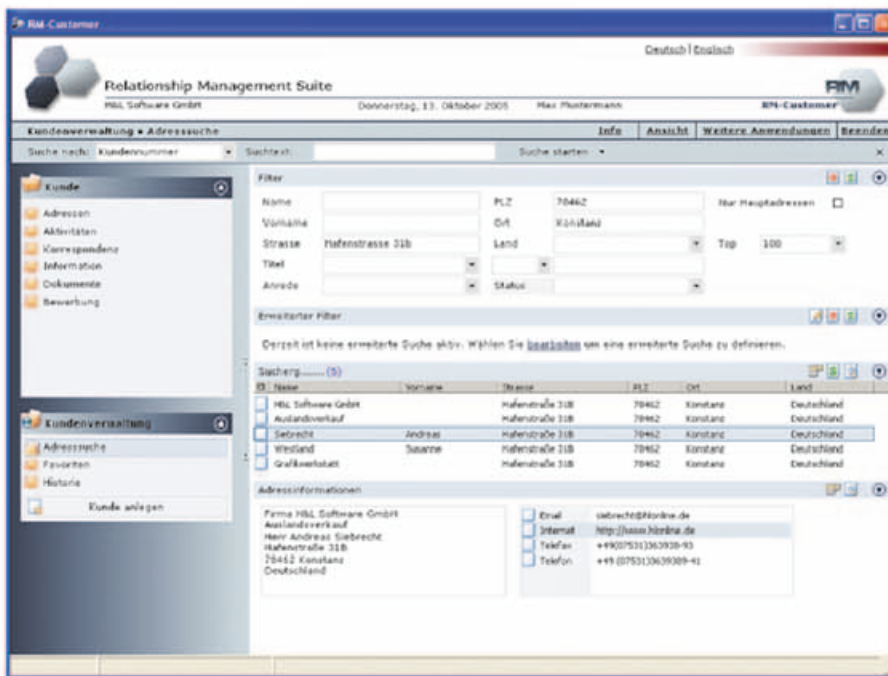 RM-Customer
Deutsch | Englisch
Relationship Management Suite
H&L Software GmbH Donnerstag, 13. Oktober 2005 Max Mustermann
RM
RM-Customer
Kundenverwaltung • Adresssuche Info Ansicht Weitere Anwendungen Beenden
Suche nach: Kundennummer Suchtext: Suche starten
Kunde
Adressen
Aktivitäten
Korrespondenz
Information
Dokumente
Bewerbung
Kundenverwaltung
Adresssuche
Favoriten
Historie
Kunde anlegen
Filter
Name PLZ 78462 Nur Hauptadressen
Vorname Ort Konstanz
Strasse Hafenstrasse 31b Land Top 100
Titel
Anrede Status
Erweiterter Filter
Derzeit ist keine erweiterte Suche aktiv. Wählen Sie bearbeiten um eine erweiterte Suche zu definieren.
(5)
Name Vorname Strasse PLZ Ort Land
H&L Software GmbH Hafenstraße 31B 78462 Konstanz Deutschland
Auslandsverkauf Hafenstraße 31B 78462 Konstanz Deutschland
Siebrecht Andreas Hafenstraße 31B 78462 Konstanz Deutschland
Westland Susanne Hafenstraße 31B 78462 Konstanz Deutschland
Grafikwerkstatt Hafenstraße 31B 78462 Konstanz Deutschland
Adressinformationen
Firma H&L Software GmbH
Auslandsverkauf
Herr Andreas Siebrecht
Hafenstraße 31B
78462 Konstanz
Deutschland
Email
Internet
Telefax
Telefon